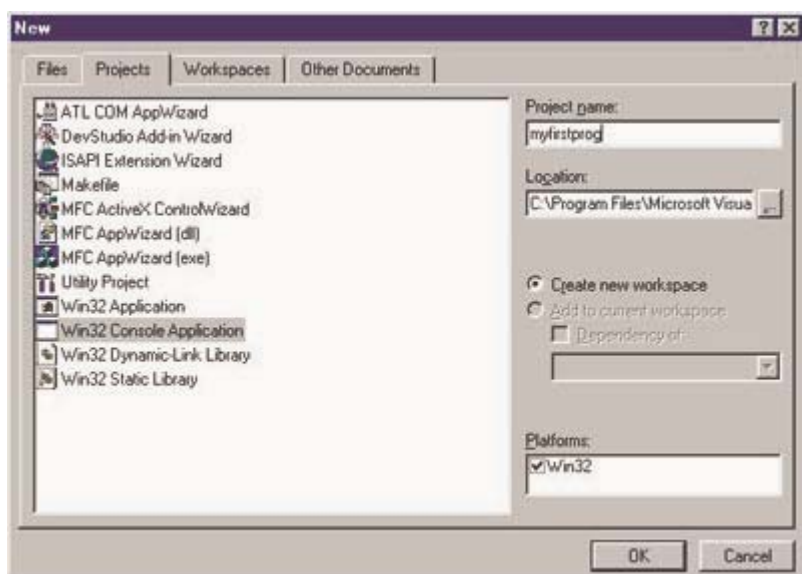 New
Files Projects Workspaces Other Documents
ATL COM AppWizard
DevStudio Add-in Wizard
ISAPI Extension Wizard
Makefile
MFC ActiveX ControlWizard
MFC AppWizard (dll)
MFC AppWizard (exe)
Utility Project
Win32 Application
Win32 Console Application
Win32 Dynamic-Link Library
Win32 Static Library
Project name:
myfirstprog
Location:
C:\Program Files\Microsoft Visua
...
Create new workspace
Add to current workspace
Dependency of:
Platforms:
Win32
OK Cancel